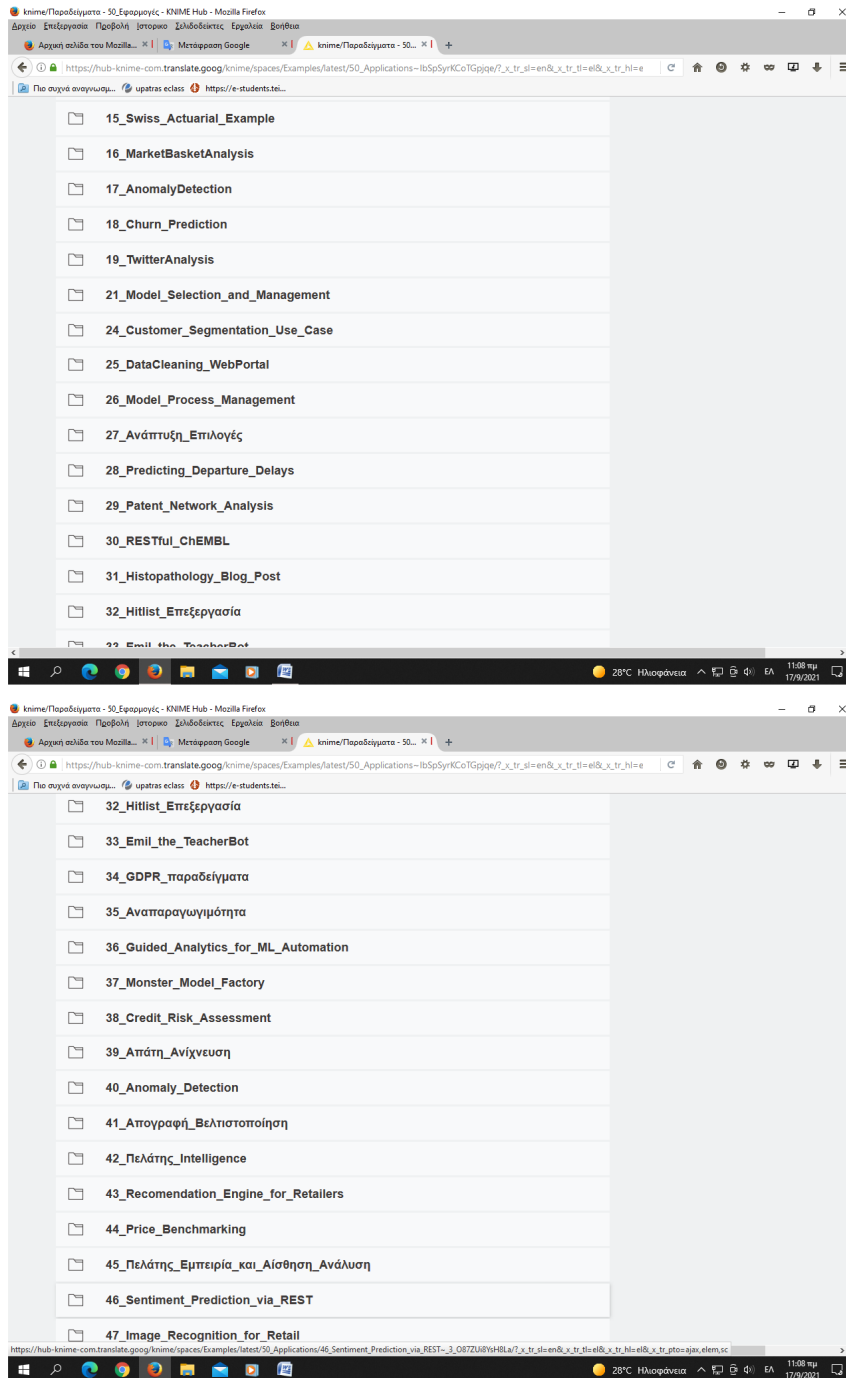 knime/Παραδείγματα - 50_Εφαρμογές - KNIME Hub - Mozilla Firefox
Αρχείο Επεξεργασία Προβολή Ιστορικο Σελιδοδείκτες Εργαλεία Βοήθεια
Αρχική σελίδα του Mozilla... Μετάφραση Google knime/Παραδείγματα - 50...
https://hub-knime-com.translate.goog/knime/spaces/Examples/latest/50_Applications~IbSpSyrKCoTGpjqe/?_x_tr_sl=en&_x_tr_tl=el&_x_tr_hl=e
Πιο συχνά αναγνωσμ... upatras eclass https://e-students.tei...
15_Swiss_Actuarial_Example
16_MarketBasketAnalysis
17_AnomalyDetection
18_Churn_Prediction
19_TwitterAnalysis
21_Model_Selection_and_Management
24_Customer_Segmentation_Use_Case
25_DataCleaning_WebPortal
26_Model_Process_Management
27_Ανάπτυξη_Επιλογές
28_Predicting_Departure_Delays
29_Patent_Network_Analysis
30_RESTful_ChEMBL
31_Histopathology_Blog_Post
32_Hitlist_Επεξεργασία
33_Emil_the_TeacherBot
28°C Ηλιοφάνεια ΕΛ 11:08 πμ
17/9/2021
knime/Παραδείγματα - 50_Εφαρμογές - KNIME Hub - Mozilla Firefox
Αρχείο Επεξεργασία Προβολή Ιστορικο Σελιδοδείκτες Εργαλεία Βοήθεια
Αρχική σελίδα του Mozilla... Μετάφραση Google knime/Παραδείγματα - 50...
https://hub-knime-com.translate.goog/knime/spaces/Examples/latest/50_Applications~IbSpSyrKCoTGpjqe/?_x_tr_sl=en&_x_tr_tl=el&_x_tr_hl=e
Πιο συχνά αναγνωσμ... upatras eclass https://e-students.tei...
32_Hitlist_Επεξεργασία
33_Emil_the_TeacherBot
34_GDPR_παραδείγματα
35_Αναπαραγωγιμότητα
36_Guided_Analytics_for_ML_Automation
37_Monster_Model_Factory
38_Credit_Risk_Assessment
39_Απάτη_Ανίχνευση
40_Anomaly_Detection
41_Απογραφή_Βελτιστοποίηση
42_Πελάτης_Intelligence
43_Recomendation_Engine_for_Retailers
44_Price_Benchmarking
45_Πελάτης_Εμπειρία_και_Αίσθηση_Ανάλυση
46_Sentiment_Prediction_via_REST
47_Image_Recognition_for_Retail
https://hub-knime-com.translate.goog/knime/spaces/Examples/latest/50_Applications/46_Sentiment_Prediction_via_REST~_3_O87ZUi8YsH8La/?_x_tr_sl=en&_x_tr_tl=el&_x_tr_hl=el&_x_tr_pto=ajax,elem,sc
28°C Ηλιοφάνεια ΕΛ 11:08 πμ
17/9/2021